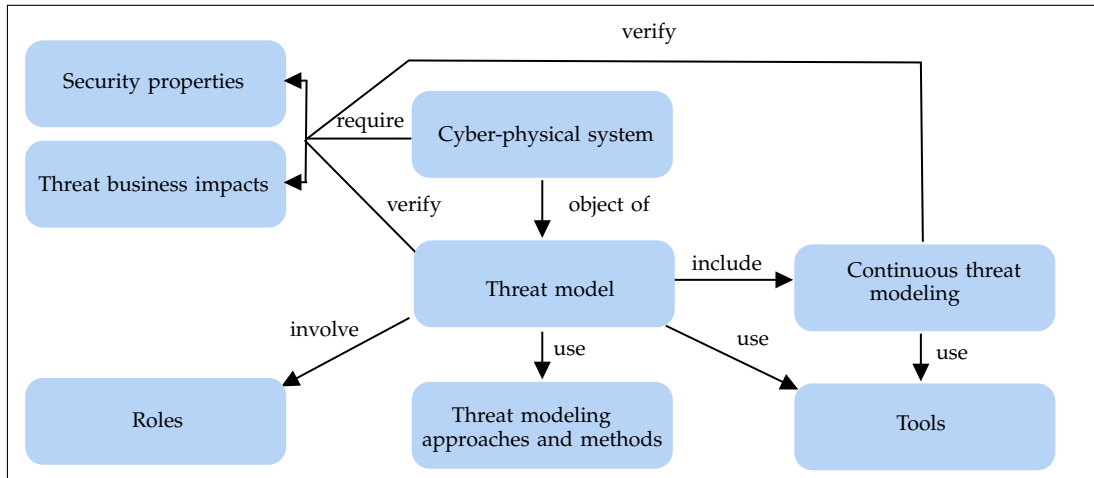 verify
Security properties
require
Cyber-physical system
Threat business impacts
verify
object of
include
Continuous threat
modeling
Threat model
involve
use
use
use
Roles
Threat modeling
approaches and methods
Tools